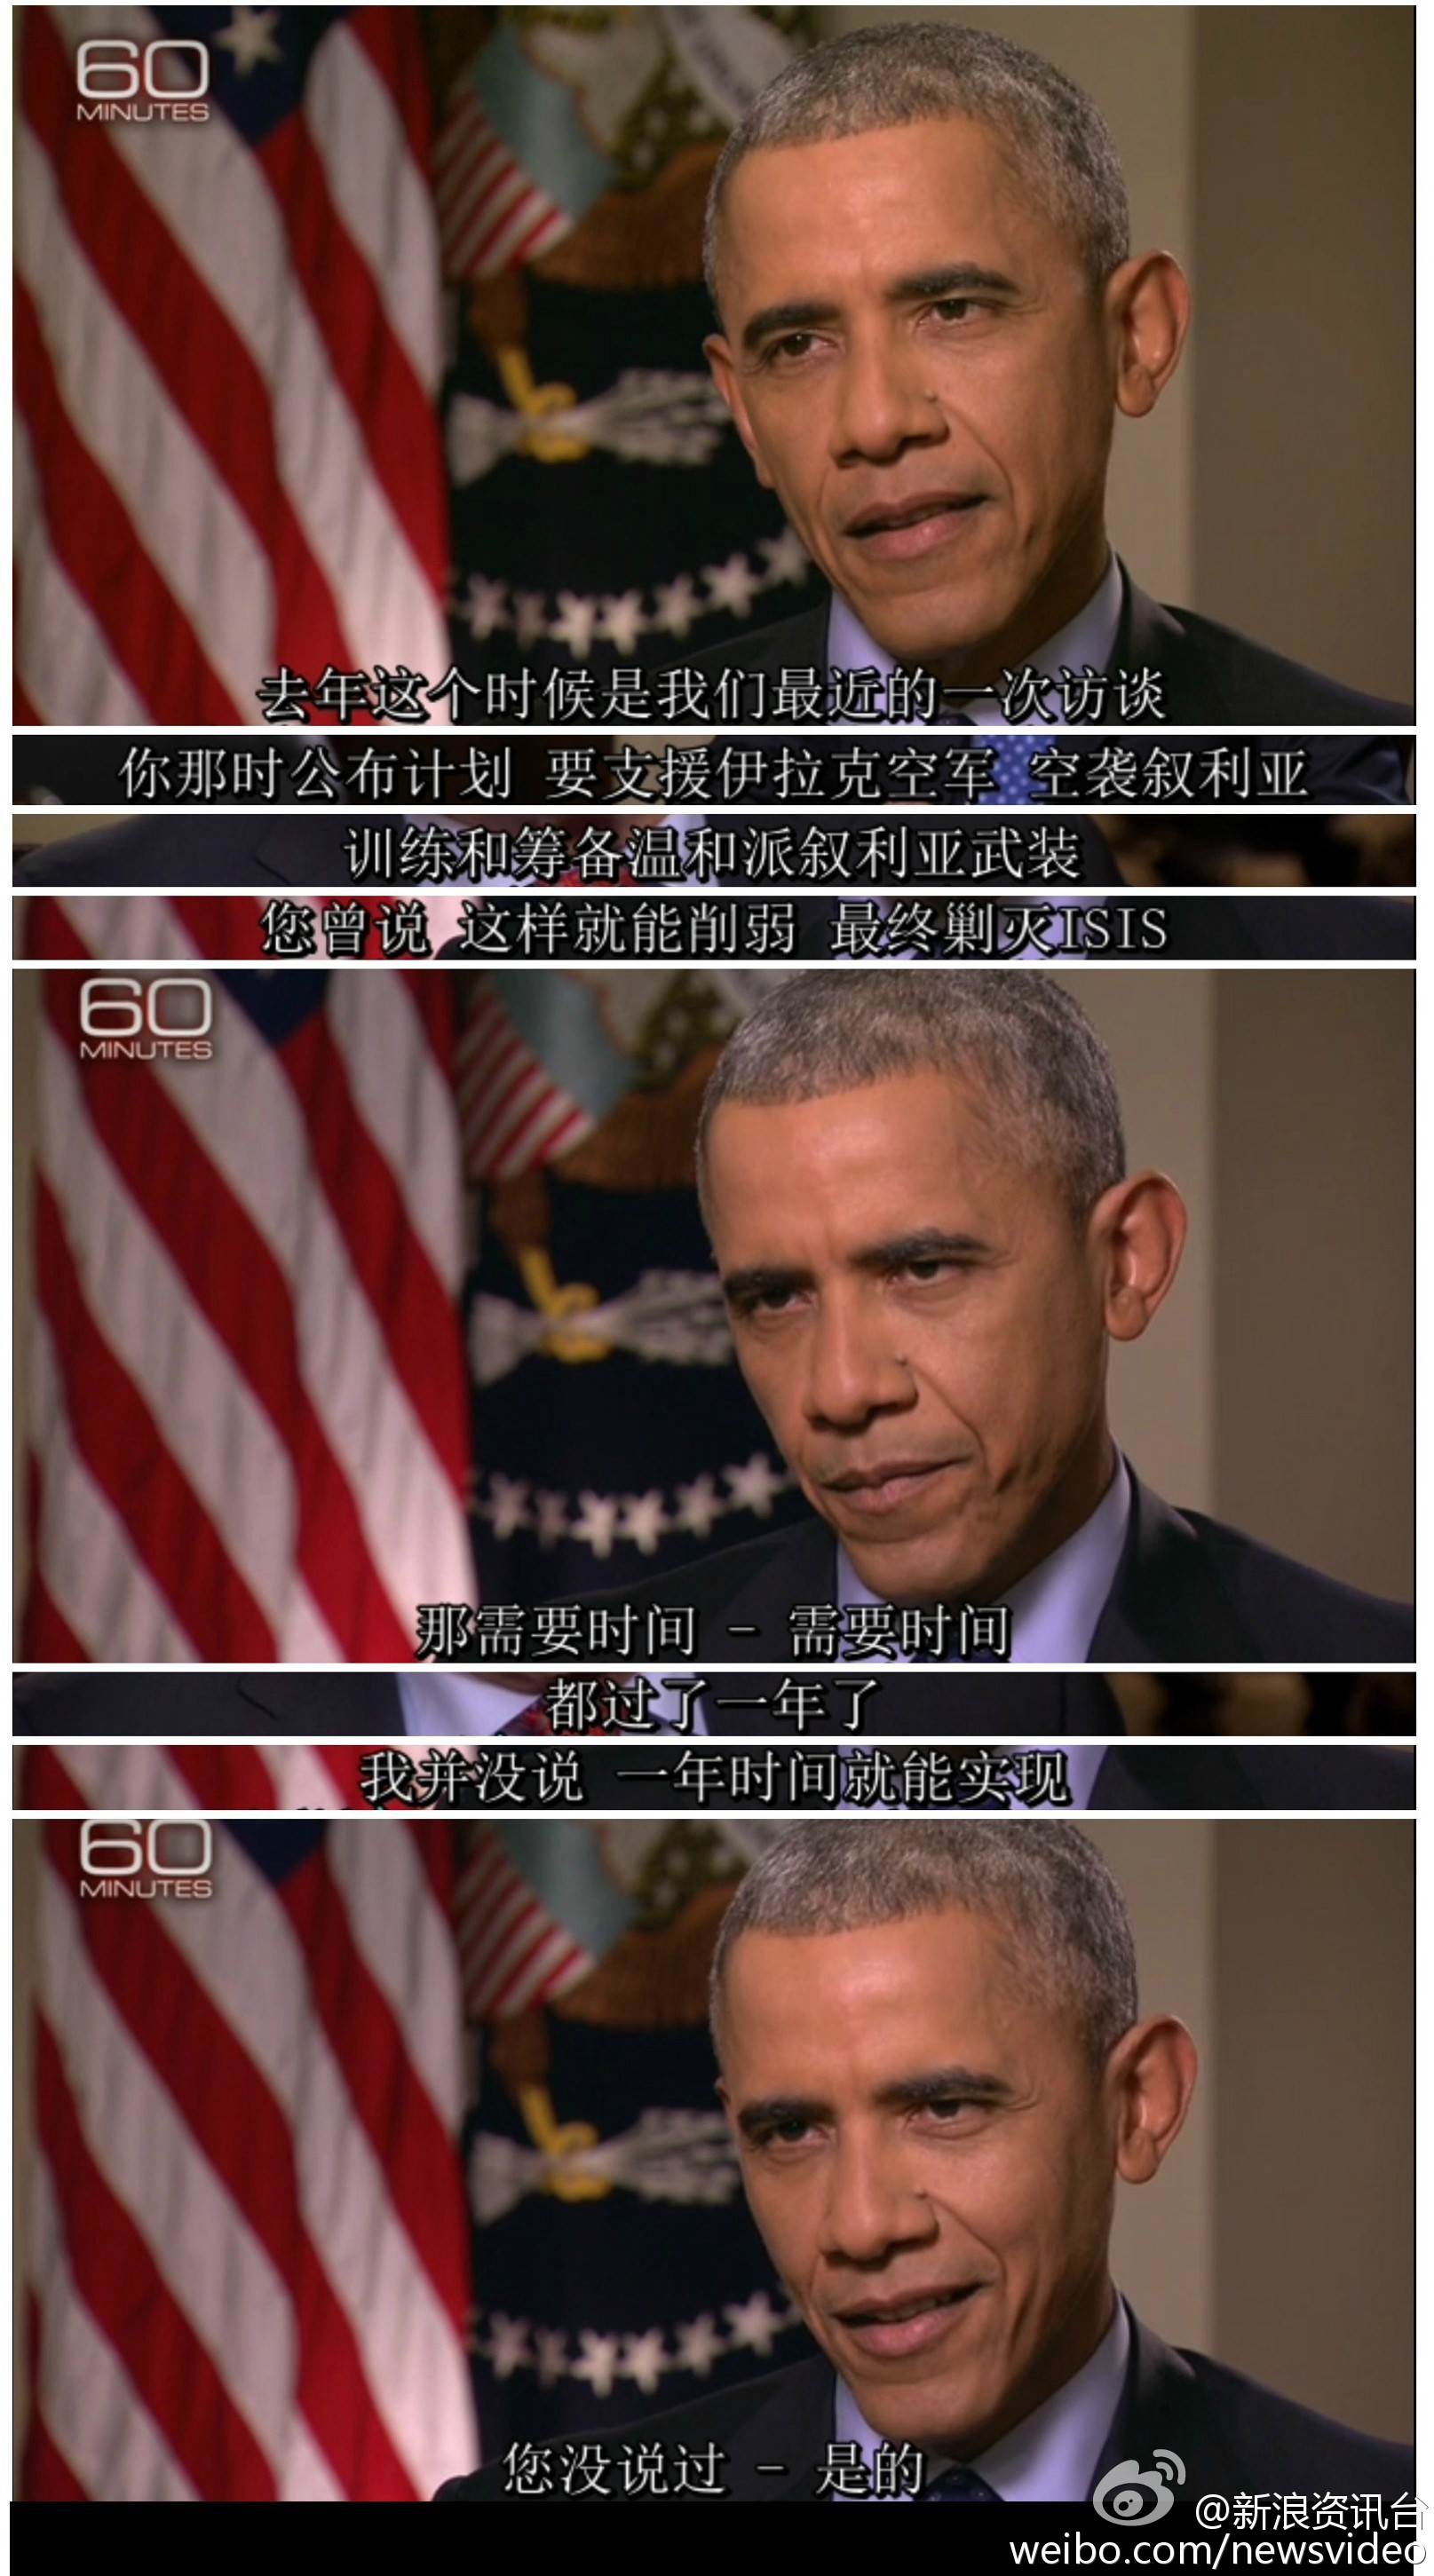 60
MINUTES
去年这个时候是我们最近的一次访谈
你那时公布计划 要支援伊拉克空军 空袭叙利亚
训练和筹备温和派叙利亚武装
您曾说 这样就能削弱 最终剿灭ISIS
60
MINUTES
那需要时间 - 需要时间
都过了一年了
我并没说 一年时间就能实现
60
MINUTES
您没说过 - 是的
@新浪资讯台
weibo.com/newsvideo